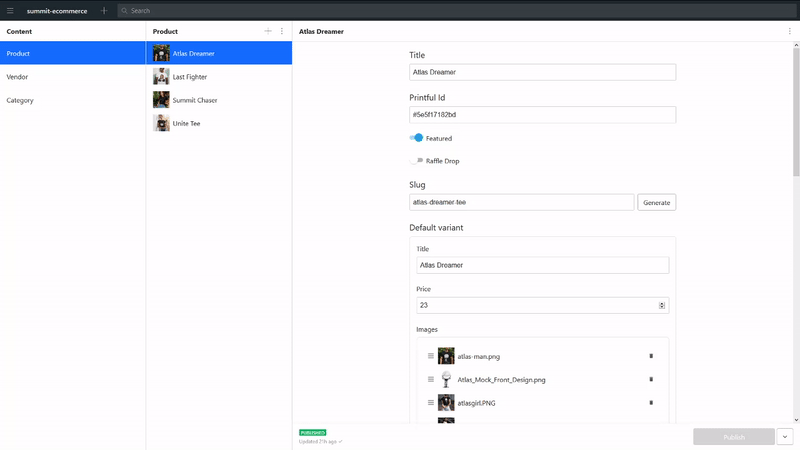 summit-ecommerce
Search
Content
Product
Vendor
Category
Product
Atlas Dreamer
Last Fighter
Summit Chaser
Unite Tee
Atlas Dreamer
Title
Atlas Dreamer
Printful Id
#5e5f17182bd
Featured
Raffle Drop
Slug
atlas-dreamer-tee
Generate
Default variant
Title
Atlas Dreamer
Price
23
Images
atlas-man.png
Atlas_Mock_Front_Design.png
atlasgirl.PNG
PUBLISHED
Updated ago
Publish